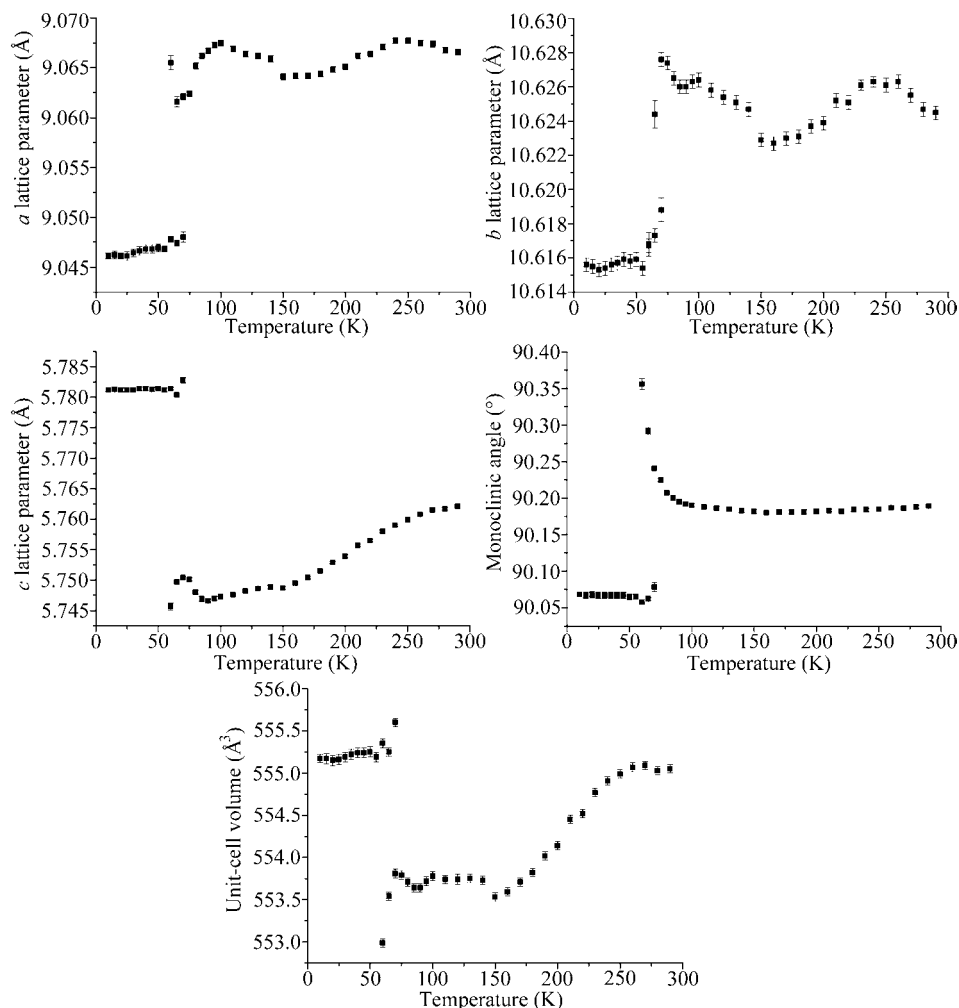 a lattice parameter (Å)
9.070
9.065
9.060
9.055
9.050
9.045
0 50 100 150 200 250 300
Temperature (K)
b lattice parameter (Å)
10.630
10.628
10.626
10.624
10.622
10.620
10.618
10.616
10.614
0 50 100 150 200 250 300
Temperature (K)
c lattice parameter (Å)
5.785
5.780
5.775
5.770
5.765
5.760
5.755
5.750
5.745
0 50 100 150 200 250 300
Temperature (K)
Monoclinic angle (°)
90.40
90.35
90.30
90.25
90.20
90.15
90.10
90.05
0 50 100 150 200 250 300
Temperature (K)
Unit-cell volume (Å³)
556.0
555.5
555.0
554.5
554.0
553.5
553.0
0 50 100 150 200 250 300
Temperature (K)